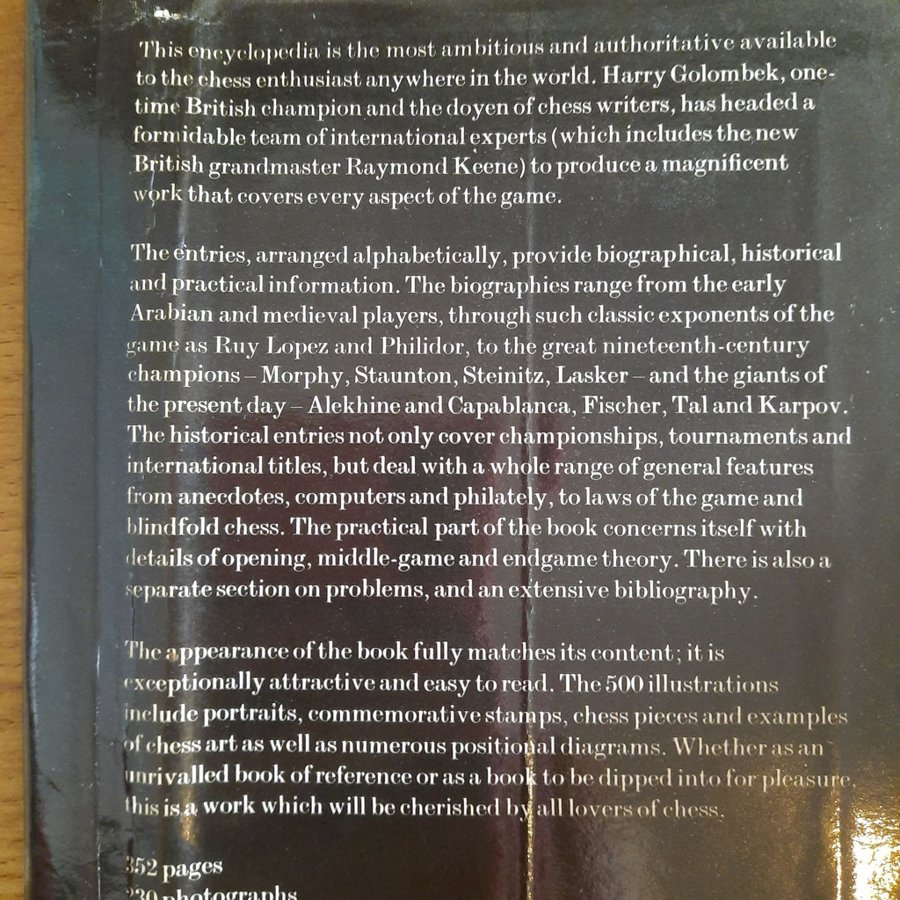 This encyclopedia is the most ambitious and authoritative available
to the chess enthusiast anywhere in the world. Harry Golombek, one-
time British champion and the doyen of chess writers, has headed a
formidable team of international experts (which includes the new
British grandmaster Raymond Keene) to produce a magnificent
work that covers every aspect of the game.
The entries, arranged alphabetically, provide biographical, historical
and practical information. The biographies range from the early
Arabian and medieval players, through such classic exponents of the
game as Ruy Lopez and Philidor, to the great nineteenth-century
champions – Morphy, Staunton, Steinitz, Lasker – and the giants of
the present day – Alekhine and Capablanca, Fischer, Tal and Karpov.
The historical entries not only cover championships, tournaments and
international titles, but deal with a whole range of general features
from anecdotes, computers and philately, to laws of the game and
blindfold chess. The practical part of the book concerns itself with
details of opening, middle-game and endgame theory. There is also a
separate section on problems, and an extensive bibliography.
The appearance of the book fully matches its content; it is
exceptionally attractive and easy to read. The 500 illustrations
include portraits, commemorative stamps, chess pieces and examples
of chess art as well as numerous positional diagrams. Whether as an
unrivalled book of reference or as a book to be dipped into for pleasure,
this is a work which will be cherished by all lovers of chess.
352 pages
230 photographs